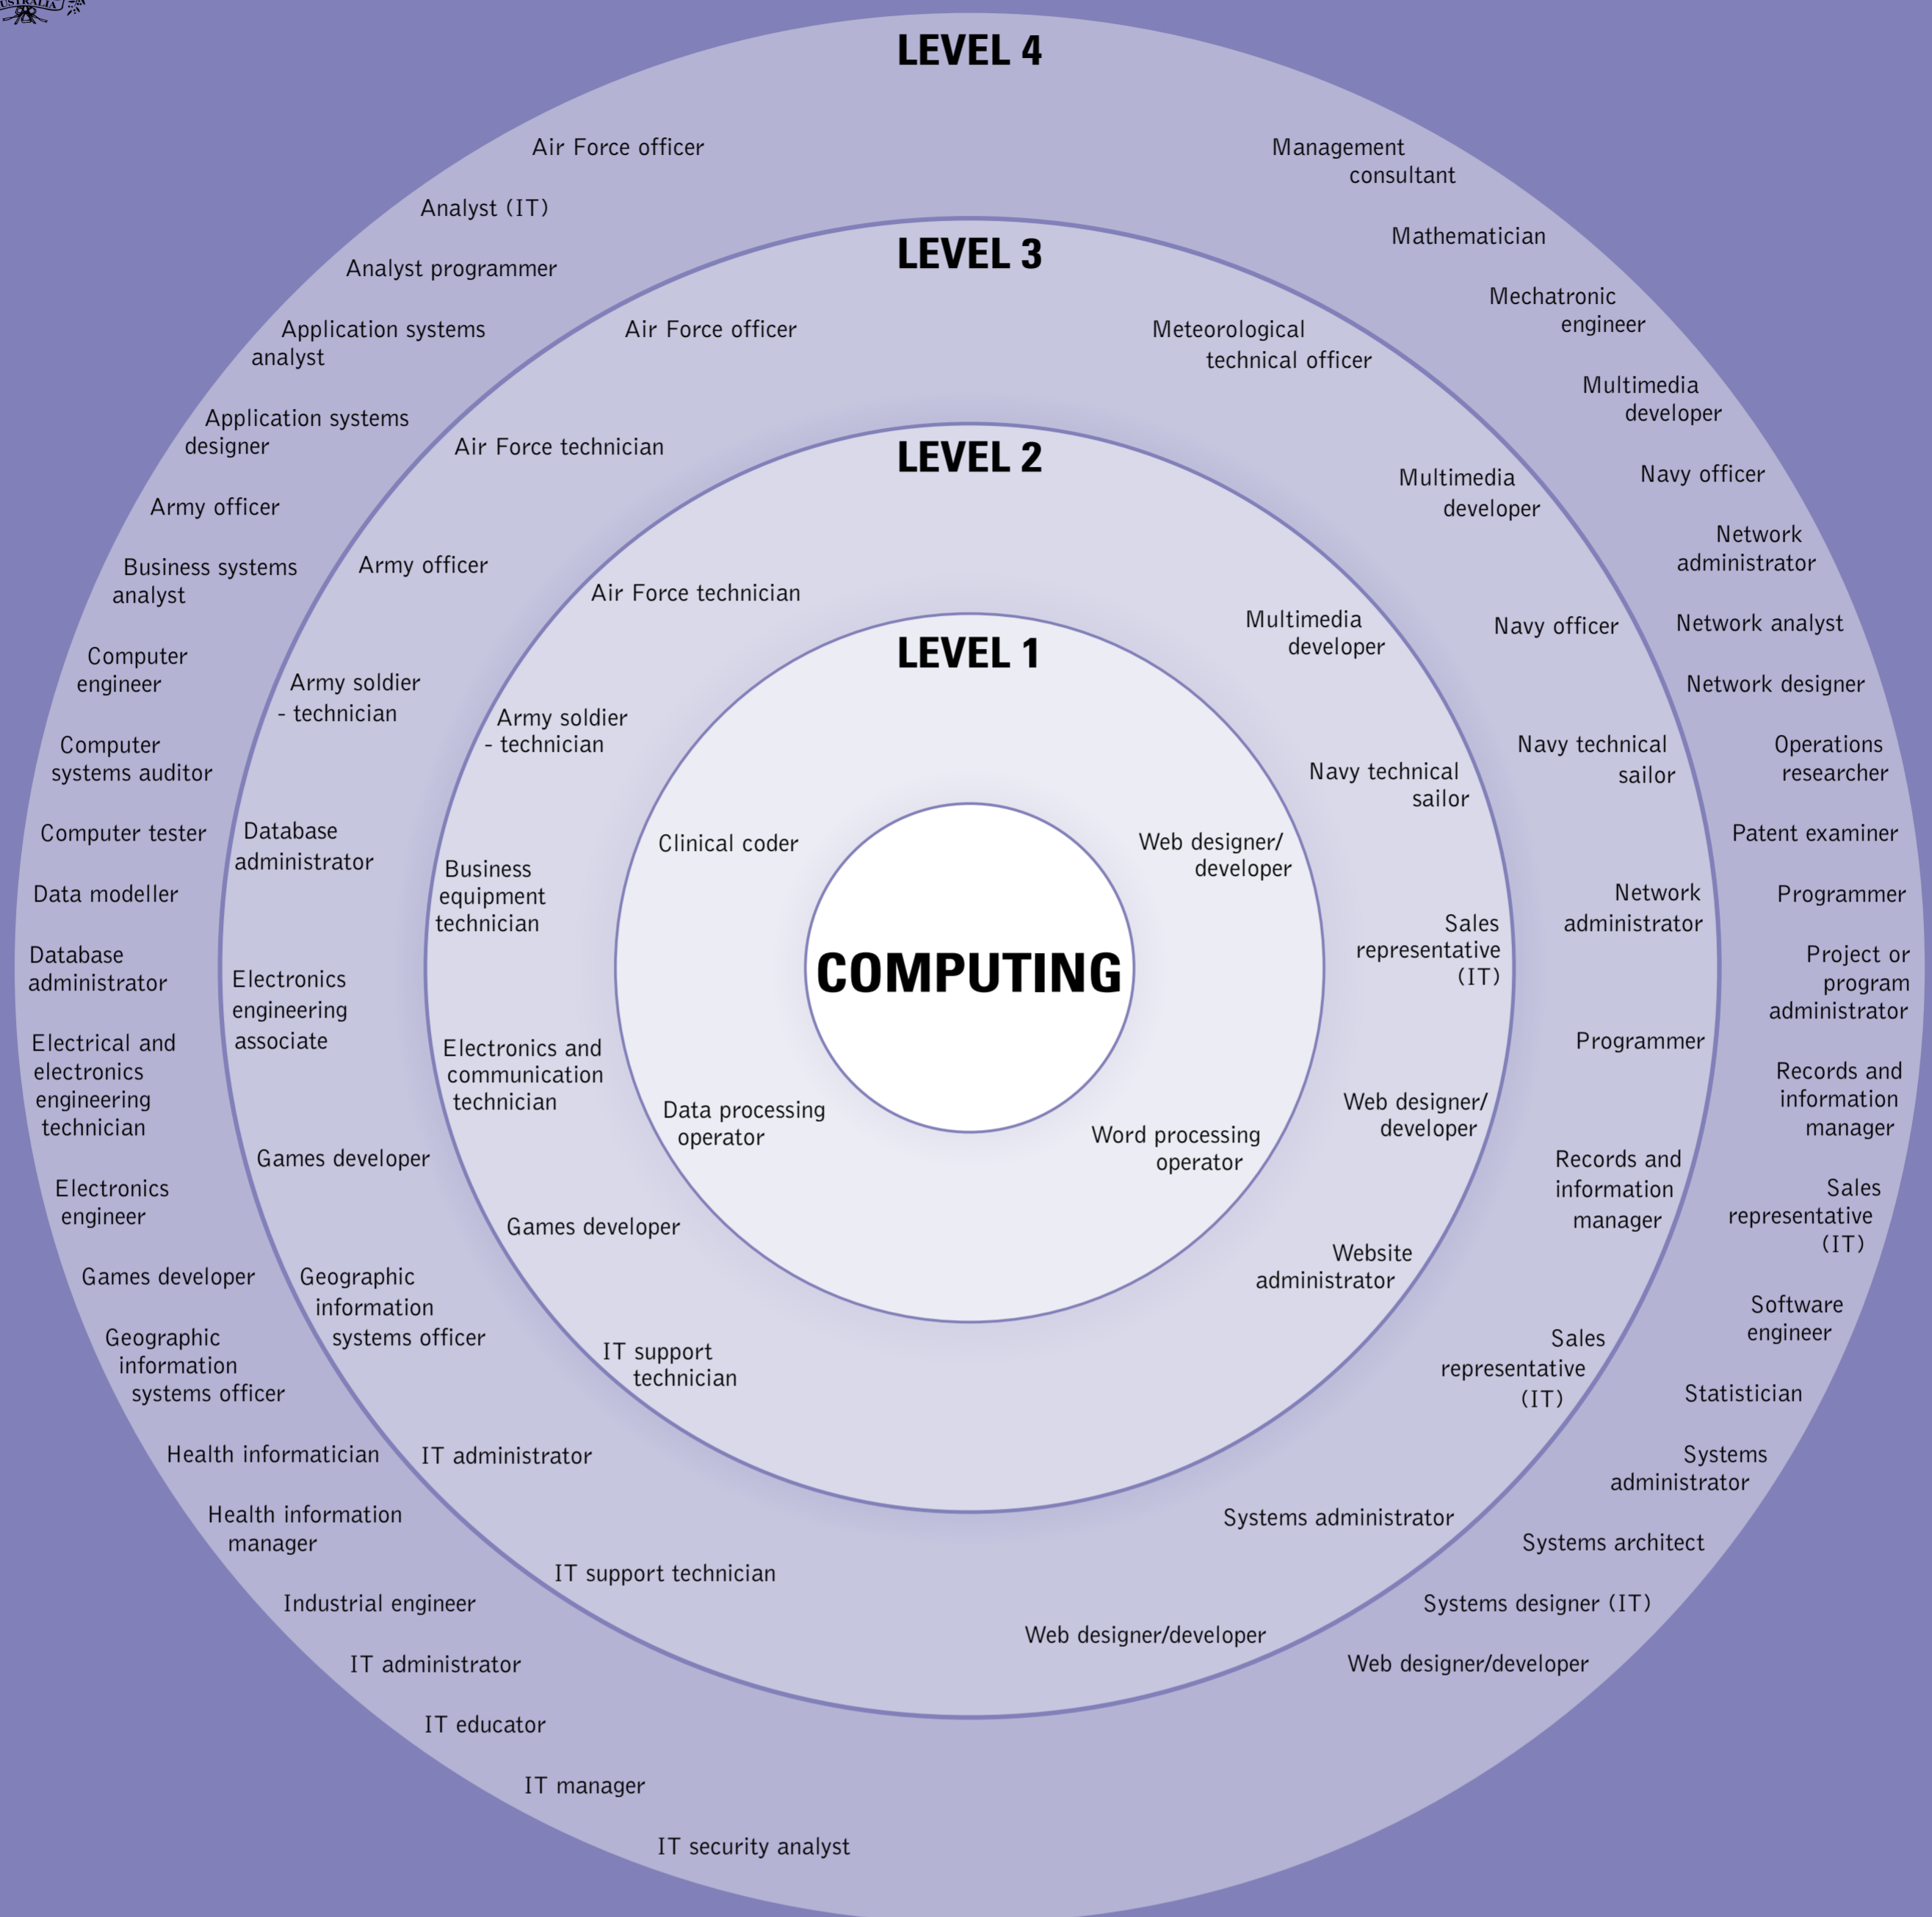 USTRALIA
LEVEL 4
Air Force officer
Analyst (IT)
Analyst programmer
Application systems
analyst
Application systems
designer
Army officer
Business systems
analyst
Computer
engineer
Computer
systems auditor
Computer tester
Data modeller
Database
administrator
Electrical and
electronics
engineering
technician
Electronics
engineer
Games developer
Geographic
information
systems officer
Health informatician
Health information
manager
Industrial engineer
IT administrator
IT educator
IT manager
IT security analyst
Management
consultant
Mathematician
Mechatronic
engineer
Multimedia
developer
Navy officer
Network
administrator
Network analyst
Network designer
Operations
researcher
Patent examiner
Programmer
Project or
program
administrator
Records and
information
manager
Sales
representative
(IT)
Software
engineer
Statistician
Systems
administrator
Systems architect
Systems designer (IT)
Web designer/developer
LEVEL 3
Air Force officer
Air Force technician
Army officer
Army soldier
- technician
Database
administrator
Electronics
engineering
associate
Games developer
Geographic
information
systems officer
IT administrator
IT support technician
Meteorological
technical officer
Multimedia
developer
Navy officer
Navy technical
sailor
Network
administrator
Programmer
Records and
information
manager
Sales
representative
(IT)
Systems administrator
Web designer/developer
LEVEL 2
Air Force technician
Army soldier
- technician
Business
equipment
technician
Electronics and
communication
technician
Games developer
IT support
technician
Multimedia
developer
Navy technical
sailor
Sales
representative
(IT)
Web designer/
developer
Website
administrator
LEVEL 1
Clinical coder
Data processing
operator
Web designer/
developer
Word processing
operator
COMPUTING